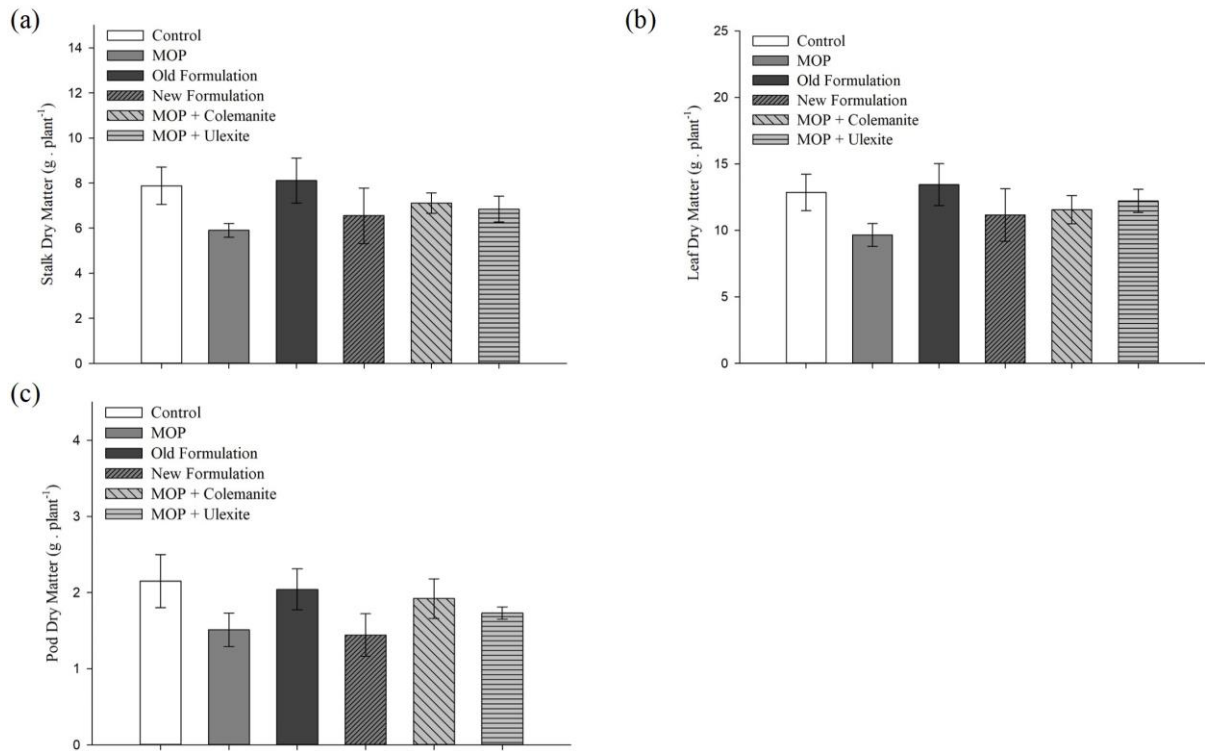 (a)
Stalk Dry Matter (g . plant⁻¹)
14
12
10
8
6
4
2
0
Control
MOP
Old Formulation
New Formulation
MOP + Colemanite
MOP + Ulexite
(b)
Leaf Dry Matter (g . plant⁻¹)
25
20
15
10
5
0
Control
MOP
Old Formulation
New Formulation
MOP + Colemanite
MOP + Ulexite
(c)
Pod Dry Matter (g . plant⁻¹)
4
3
2
1
0
Control
MOP
Old Formulation
New Formulation
MOP + Colemanite
MOP + Ulexite